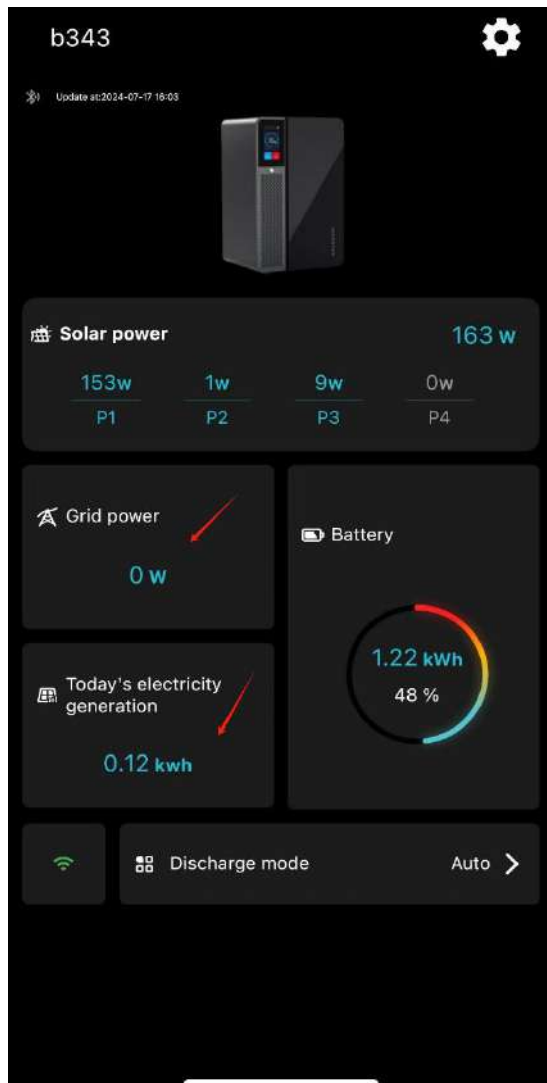 b343
Update at:2024-07-17 16:03
Solar power
163 w
153w 1w 9w 0w
P1 P2 P3 P4
Grid power
0 w
Battery
1.22 kWh
48 %
Today's electricity
generation
0.12 kwh
Discharge mode Auto